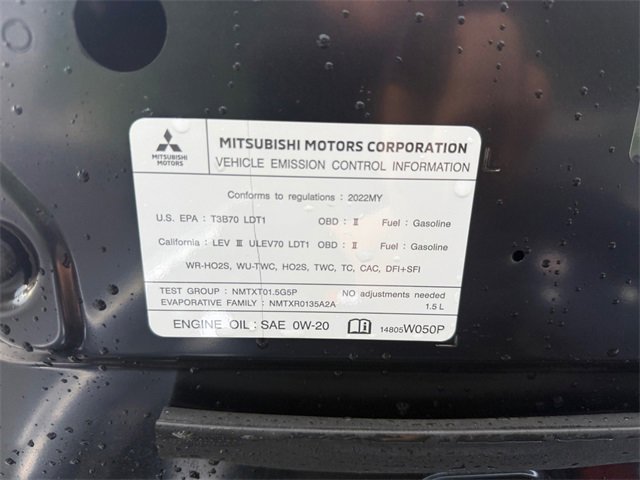 MITSUBISHI MOTORS
MITSUBISHI MOTORS CORPORATION
VEHICLE EMISSION CONTROL INFORMATION
Conforms to regulations : 2022MY
U.S. EPA : T3B70 LDT1 OBD : Ⅱ Fuel : Gasoline
California : LEV Ⅲ ULEV70 LDT1 OBD : Ⅱ Fuel : Gasoline
WR-HO2S, WU-TWC, HO2S, TWC, TC, CAC, DFI+SFI
TEST GROUP : NMTXT01.5G5P NO adjustments needed
EVAPORATIVE FAMILY : NMTXR0135A2A 1.5 L
ENGINE OIL : SAE 0W-20 14805W050P